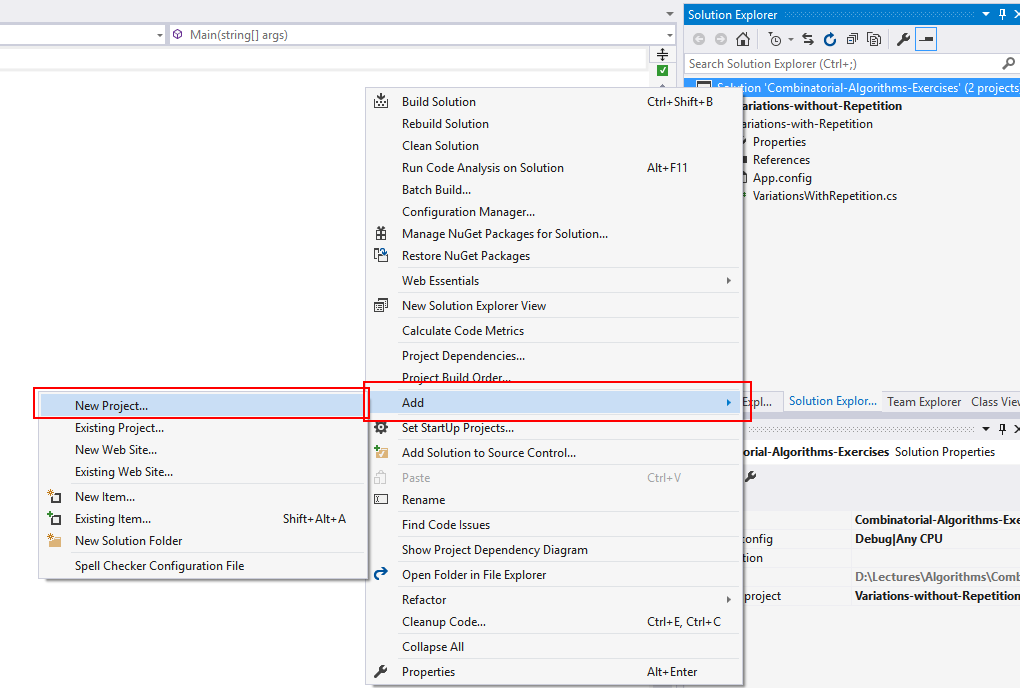 Solution Explorer
Main(string[] args)
Search Solution Explorer (Ctrl+;)
Solution 'Combinatorial-Algorithms-Exercises' (2 projects
ariations-without-Repetition
ariations-with-Repetition
Properties
References
App.config
VariationsWithRepetition.cs
Build Solution Ctrl+Shift+B
Rebuild Solution
Clean Solution
Run Code Analysis on Solution Alt+F11
Batch Build...
Configuration Manager...
Manage NuGet Packages for Solution...
Restore NuGet Packages
Web Essentials
New Solution Explorer View
Calculate Code Metrics
Project Dependencies...
Project Build Order...
Add
Set StartUp Projects...
Add Solution to Source Control...
Paste Ctrl+V
Rename
Find Code Issues
Show Project Dependency Diagram
Open Folder in File Explorer
Refactor
Cleanup Code... Ctrl+E, Ctrl+C
Collapse All
Properties Alt+Enter
New Project...
Existing Project...
New Web Site...
Existing Web Site...
New Item...
Existing Item... Shift+Alt+A
New Solution Folder
Spell Checker Configuration File
Expl... Solution Explor... Team Explorer Class View
orial-Algorithms-Exercises Solution Properties
Combinatorial-Algorithms-Exe
config Debug|Any CPU
tion
D:\Lectures\Algorithms\Comb
project Variations-without-Repetition